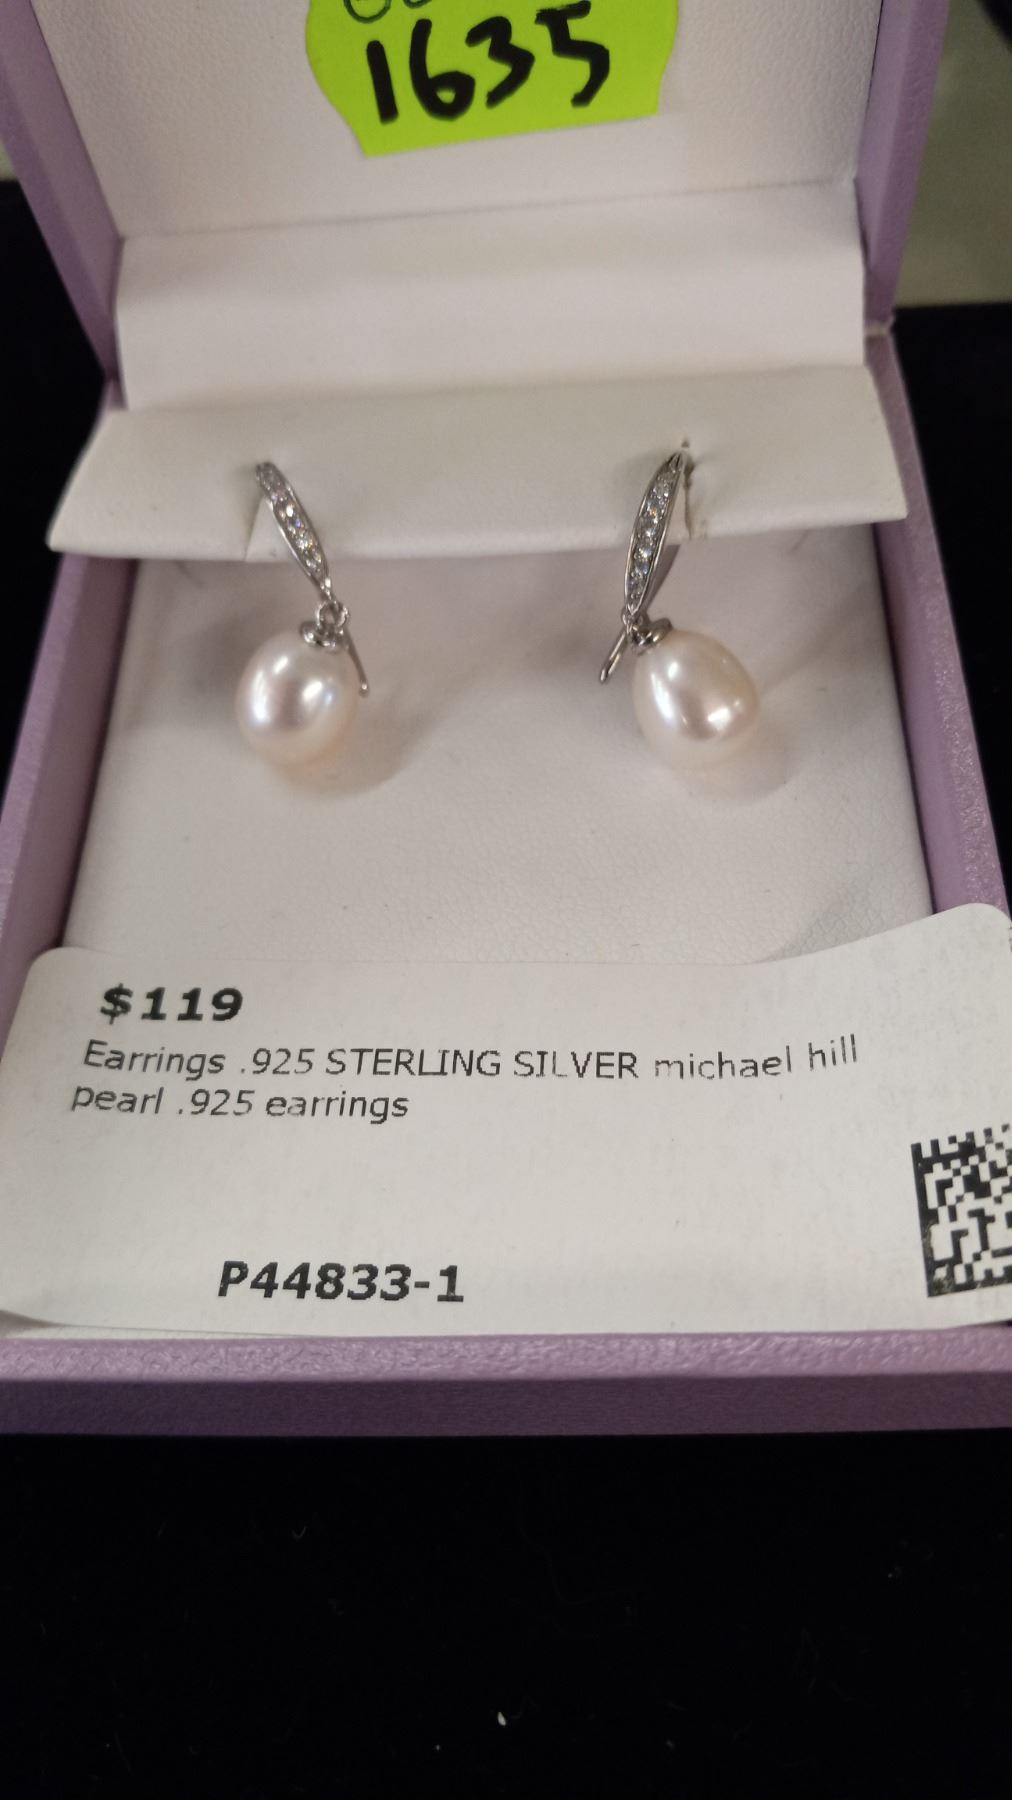 1635
$119
Earrings .925 STERLING SILVER michael hill
pearl .925 earrings
P44833-1